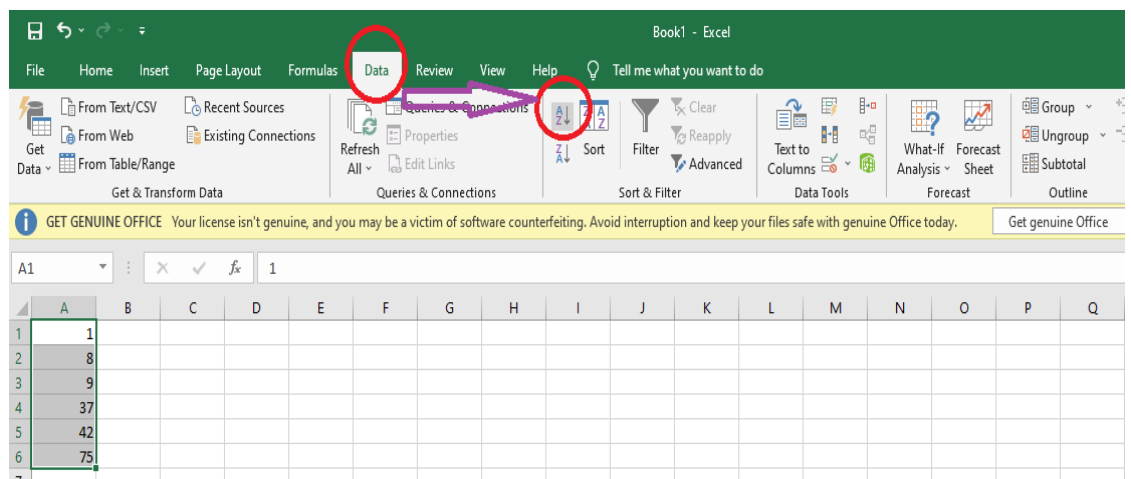 Book1 - Excel
File Home Insert Page Layout Formulas Data Review View Help Tell me what you want to do
Get Data
From Text/CSV
From Web
From Table/Range
Recent Sources
Existing Connections
Get & Transform Data
Refresh All
Queries & Connections
Properties
Edit Links
Queries & Connections
Sort
Filter
Clear
Reapply
Advanced
Sort & Filter
Text to Columns
Data Tools
What-If Analysis
Forecast Sheet
Forecast
Group
Ungroup
Subtotal
Outline
GET GENUINE OFFICE Your license isn't genuine, and you may be a victim of software counterfeiting. Avoid interruption and keep your files safe with genuine Office today. Get genuine Office
A1 fx 1
A B C D E F G H I J K L M N O P Q
1 1
2 8
3 9
4 37
5 42
6 75